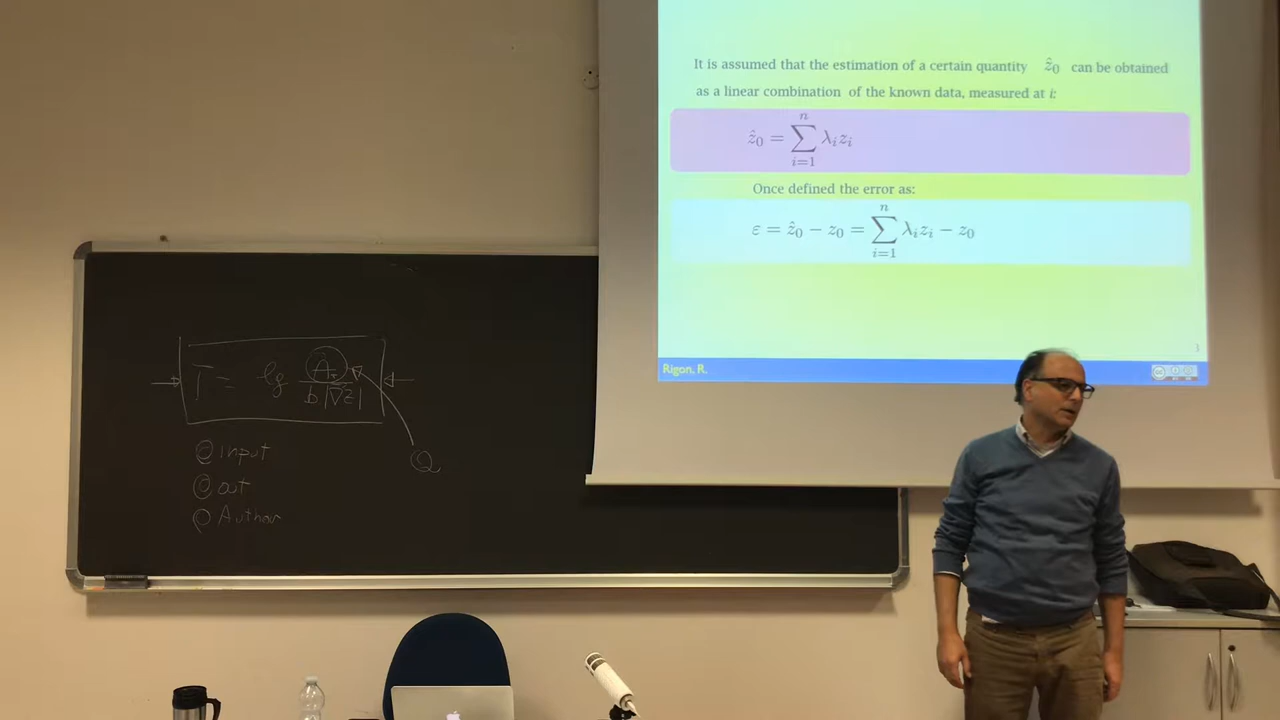 It is assumed that the estimation of a certain quantity ẑ₀ can be obtained
as a linear combination of the known data, measured at i:
ẑ₀ = ∑ᵢ₌₁ⁿ λᵢzᵢ
Once defined the error as:
ε = ẑ₀ − z₀ = ∑ᵢ₌₁ⁿ λᵢzᵢ − z₀
3
Rigon, R.
T = lg A / b|∇z|
Q
@ Input
@ out
@ Author